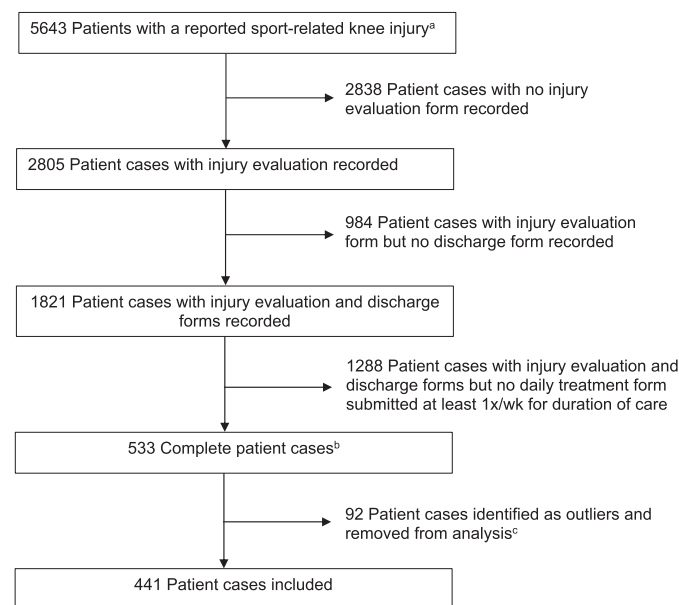 5643 Patients with a reported sport-related knee injuryᵃ
2838 Patient cases with no injury
evaluation form recorded
2805 Patient cases with injury evaluation recorded
984 Patient cases with injury evaluation
form but no discharge form recorded
1821 Patient cases with injury evaluation and discharge
forms recorded
1288 Patient cases with injury evaluation and
discharge forms but no daily treatment form
submitted at least 1x/wk for duration of care
533 Complete patient casesᵇ
92 Patient cases identified as outliers and
removed from analysisᶜ
441 Patient cases included